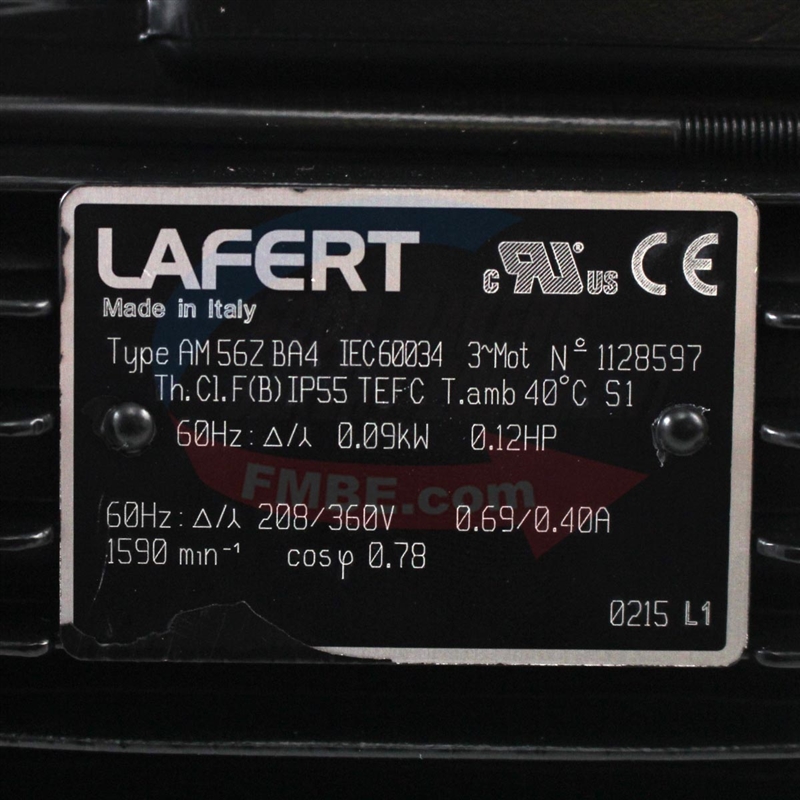 LAFERT
c RU US CE
Made in Italy
Type AM 56Z BA4 IEC60034 3~Mot Nº 1128597
Th.Cl.F(B) IP55 TEFC T.amb 40°C S1
60Hz: Δ/⅄ 0.09kW 0.12HP
FMBE.com
60Hz: Δ/⅄ 208/360V 0.69/0.40A
1590 min⁻¹ cosφ 0.78
0215 L1